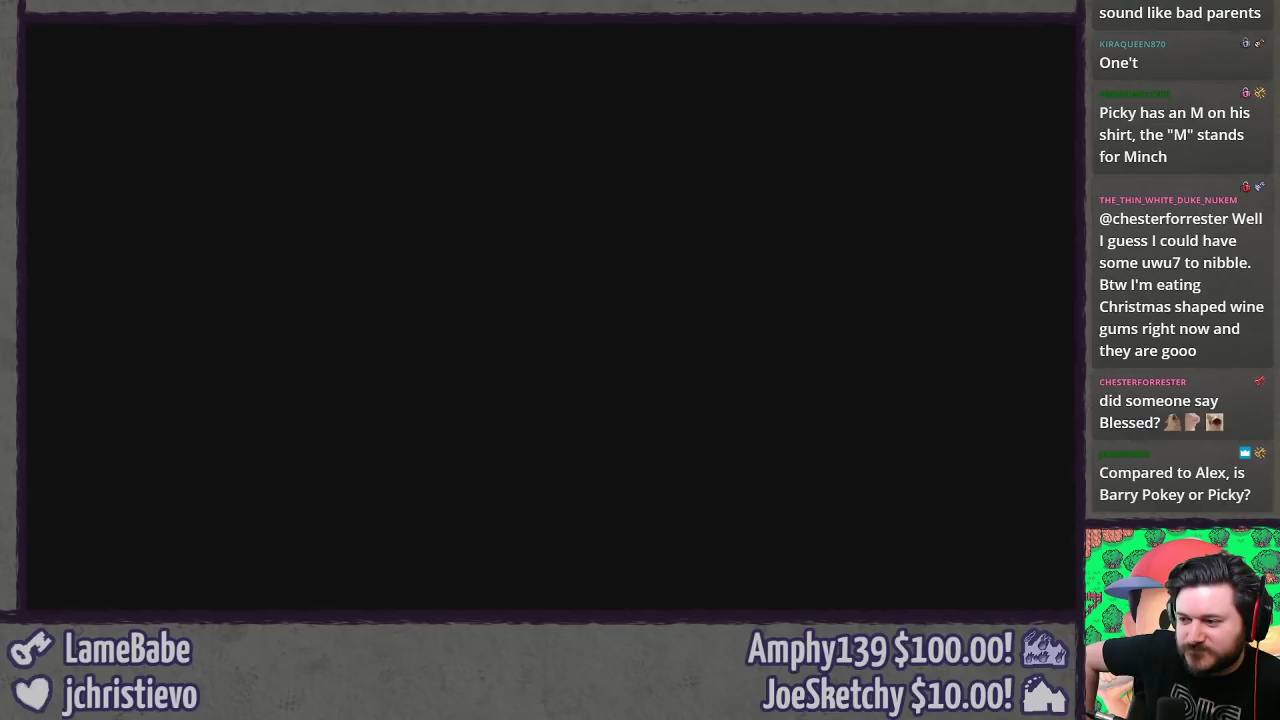 sound like bad parents
KIRAQUEEN870
One't
Picky has an M on his
shirt, the "M" stands
for Minch
THE_THIN_WHITE_DUKE_NUKEM
@chesterforrester Well
I guess I could have
some uwu7 to nibble.
Btw I'm eating
Christmas shaped wine
gums right now and
they are gooo
CHESTERFORRESTER
did someone say
Blessed?
Compared to Alex, is
Barry Pokey or Picky?
LameBabe
jchristievo
Amphy139 $100.00!
JoeSketchy $10.00!